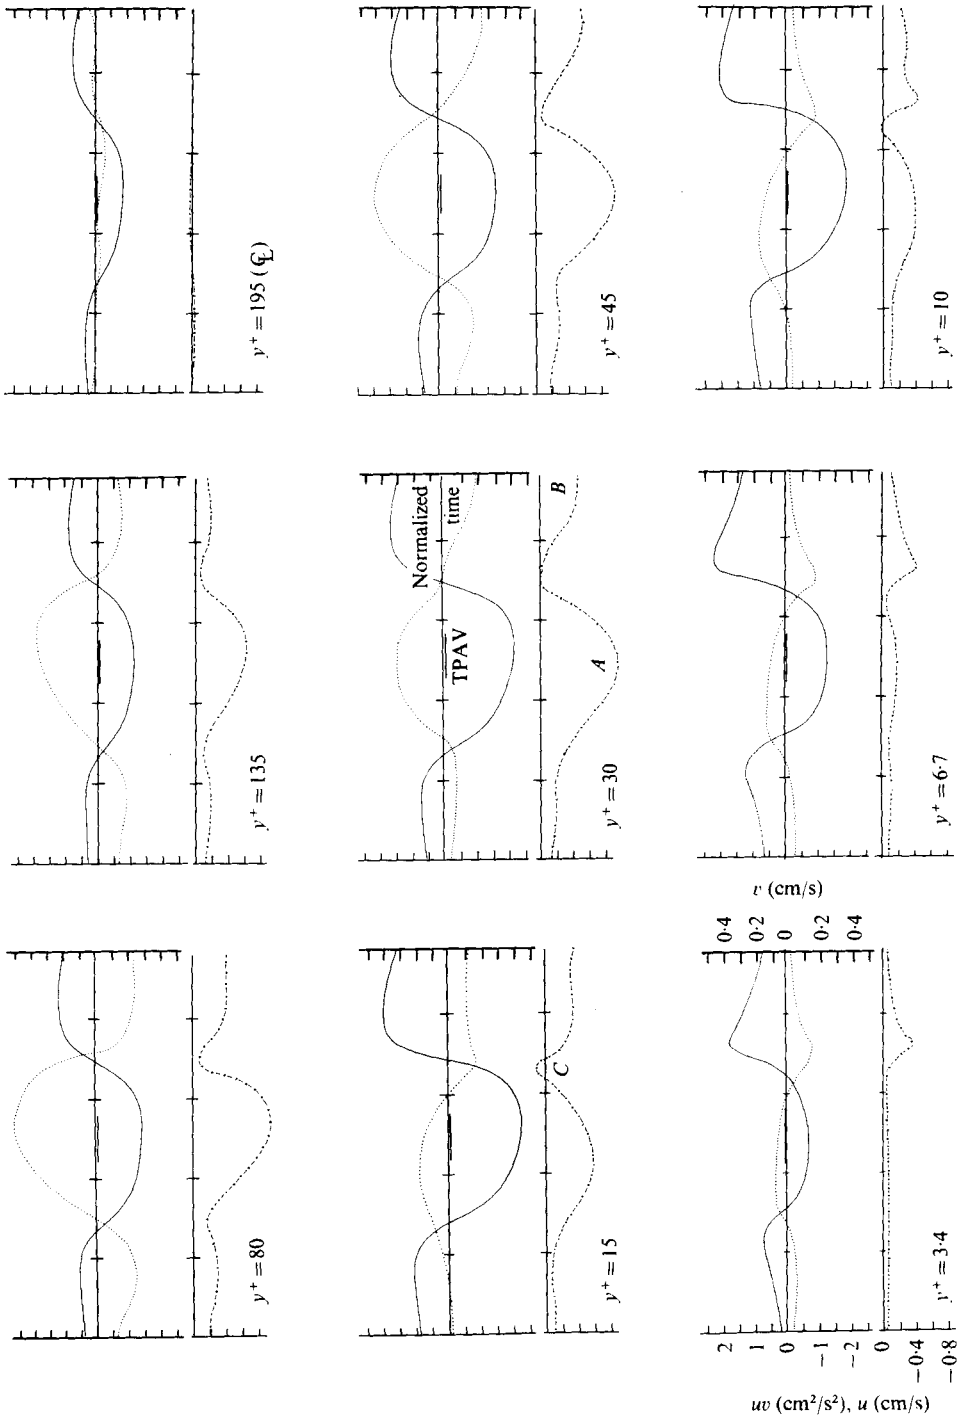 y⁺ = 80
y⁺ = 135
y⁺ = 195 (℄)
C
y⁺ = 15
Normalized
time
TPAV
A
B
y⁺ = 30
y⁺ = 45
2
0
−1
−2
0
−0·4
−0·8
uv (cm²/s²), u (cm/s)
0·4
0·2
0
0·2
0·4
v (cm/s)
y⁺ = 3·4
y⁺ = 6·7
y⁺ = 10